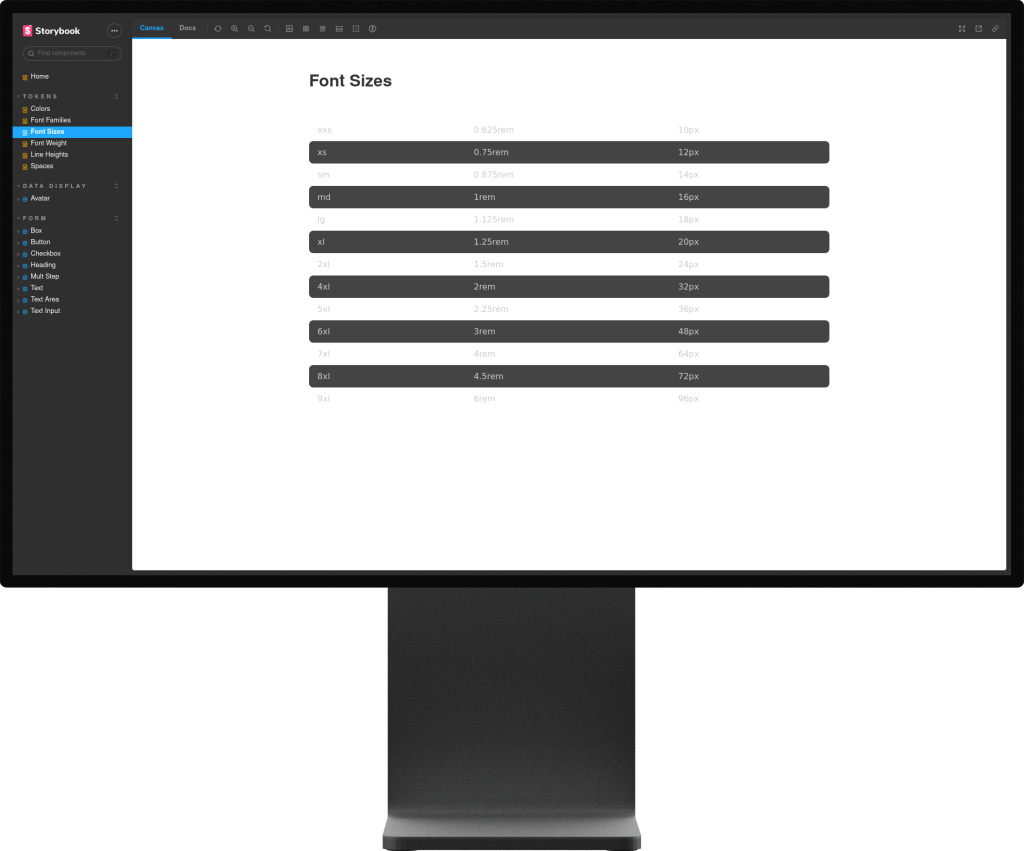 Storybook
Find components /
Home
TOKENS
Colors
Font Families
Font Sizes
Font Weight
Line Heights
Spaces
DATA DISPLAY
Avatar
FORM
Box
Button
Checkbox
Heading
Mult Step
Text
Text Area
Text Input
Canvas Docs
Font Sizes
xxs 0.625rem 10px
xs 0.75rem 12px
sm 0.875rem 14px
md 1rem 16px
lg 1.125rem 18px
xl 1.25rem 20px
2xl 1.5rem 24px
4xl 2rem 32px
5xl 2.25rem 36px
6xl 3rem 48px
7xl 4rem 64px
8xl 4.5rem 72px
9xl 6rem 96px